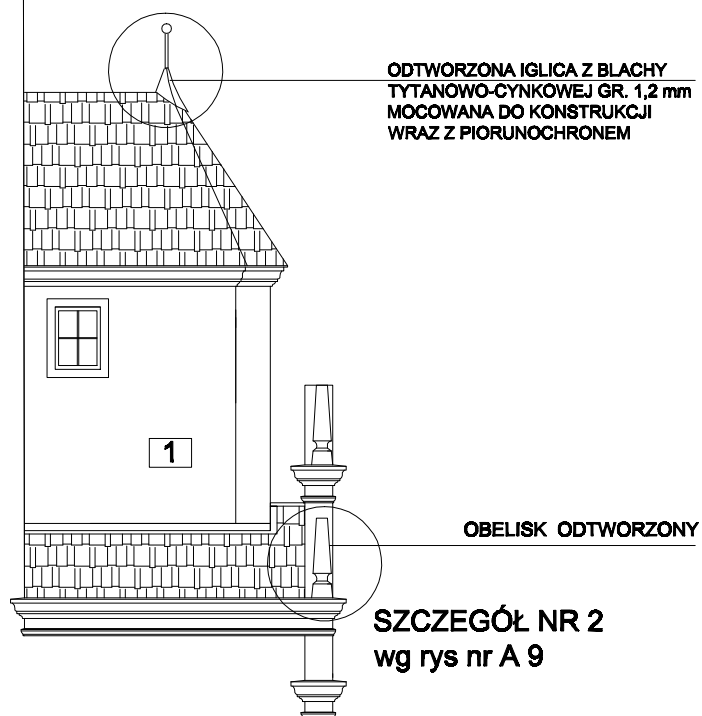 ODTWORZONA IGLICA Z BLACHY
TYTANOWO-CYNKOWEJ GR. 1,2 mm
MOCOWANA DO KONSTRUKCJI
WRAZ Z PIORUNOCHRONEM
1
OBELISK ODTWORZONY
SZCZEGÓŁ NR 2
wg rys nr A 9